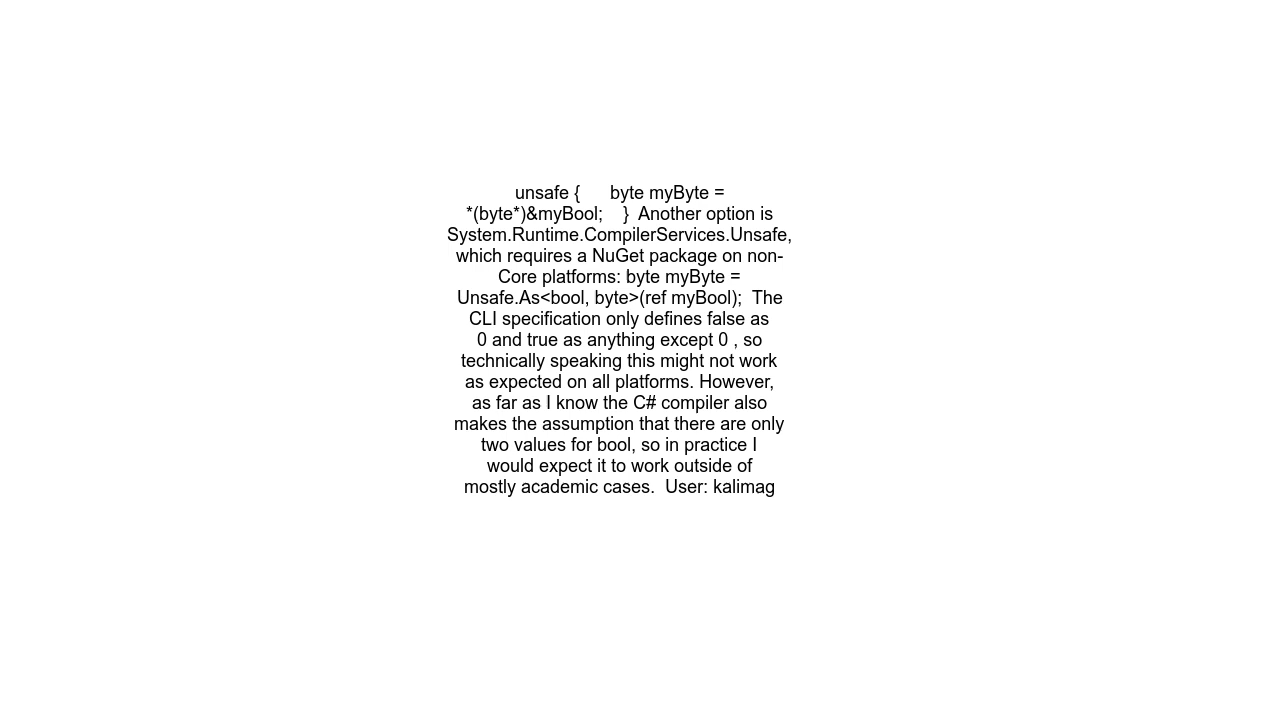 unsafe {      byte myByte =
*(byte*)&myBool;    }  Another option is
System.Runtime.CompilerServices.Unsafe,
which requires a NuGet package on non-
Core platforms: byte myByte =
Unsafe.As<bool, byte>(ref myBool);  The
CLI specification only defines false as
0 and true as anything except 0 , so
technically speaking this might not work
as expected on all platforms. However,
as far as I know the C# compiler also
makes the assumption that there are only
two values for bool, so in practice I
would expect it to work outside of
mostly academic cases.  User: kalimag